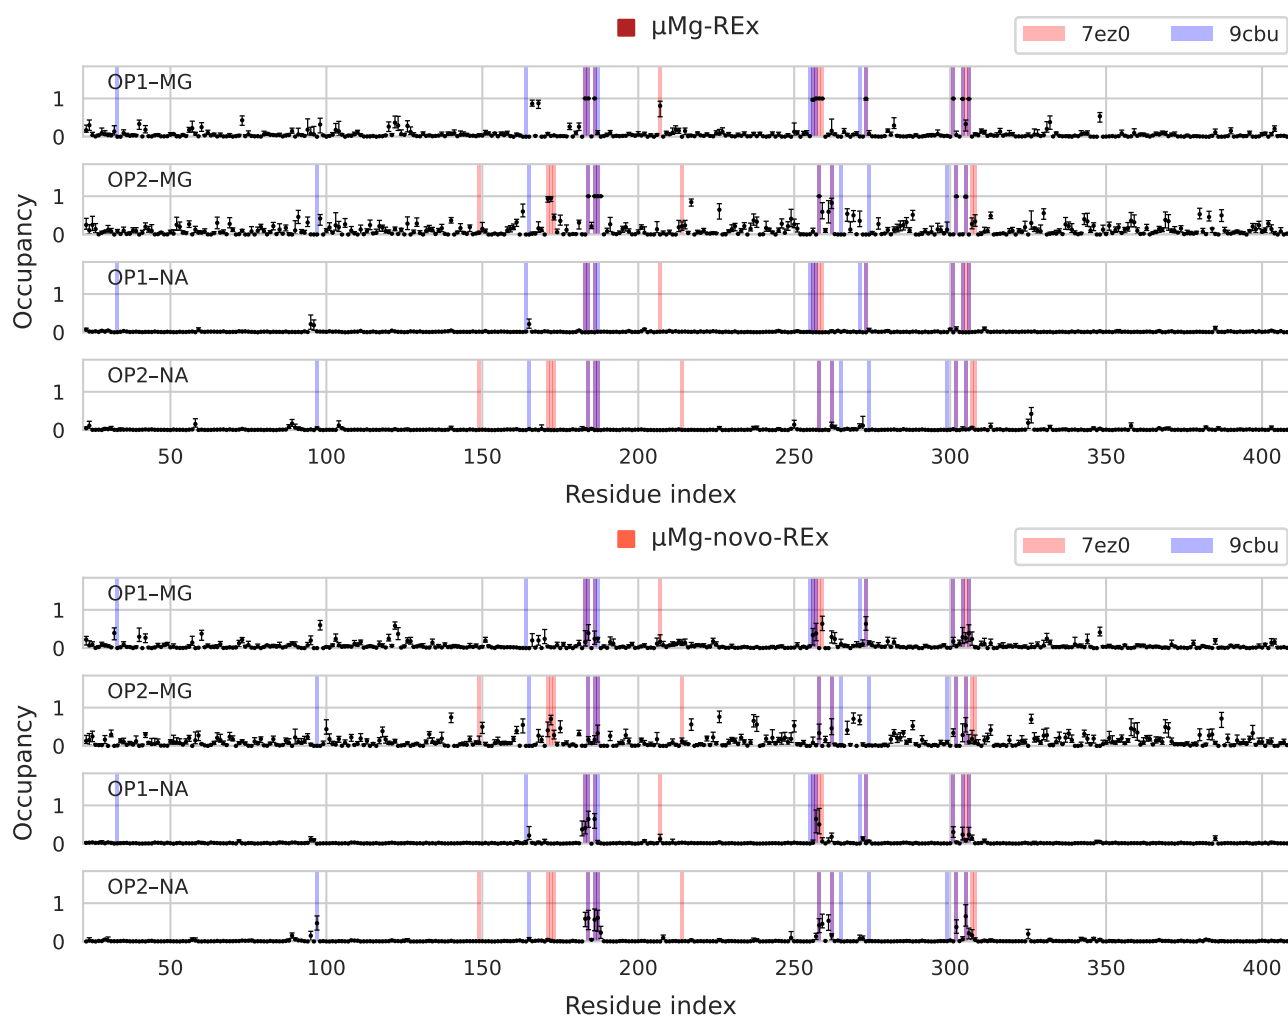 μMg-REx
7ez0 9cbu
OP1–MG
1
0
OP2–MG
1
0
OP1–NA
1
0
OP2–NA
1
0
Occupancy
50 100 150 200 250 300 350 400
Residue index
μMg-novo-REx
7ez0 9cbu
OP1–MG
1
0
OP2–MG
1
0
OP1–NA
1
0
OP2–NA
1
0
Occupancy
50 100 150 200 250 300 350 400
Residue index